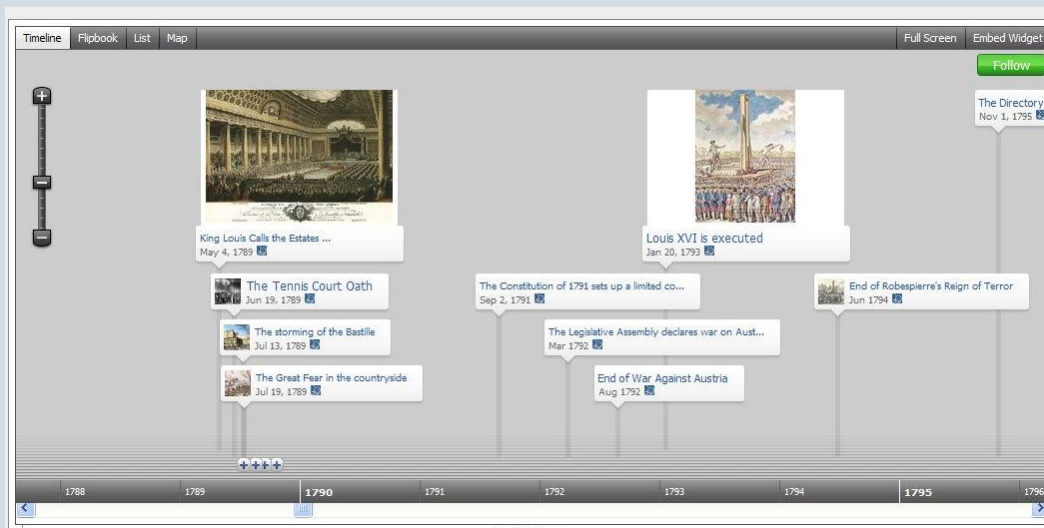 Timeline Flipbook List Map Full Screen Embed Widget
Follow
The Directory
Nov 1, 1795
King Louis Calls the Estates ...
May 4, 1789
Louis XVI is executed
Jan 20, 1793
The Tennis Court Oath
Jun 19, 1789
The Constitution of 1791 sets up a limited co...
Sep 2, 1791
End of Robespierre's Reign of Terror
Jun 1794
The storming of the Bastille
Jul 13, 1789
The Legislative Assembly declares war on Aust...
Mar 1792
The Great Fear in the countryside
Jul 19, 1789
End of War Against Austria
Aug 1792
1788 1789 1790 1791 1792 1793 1794 1795 1796